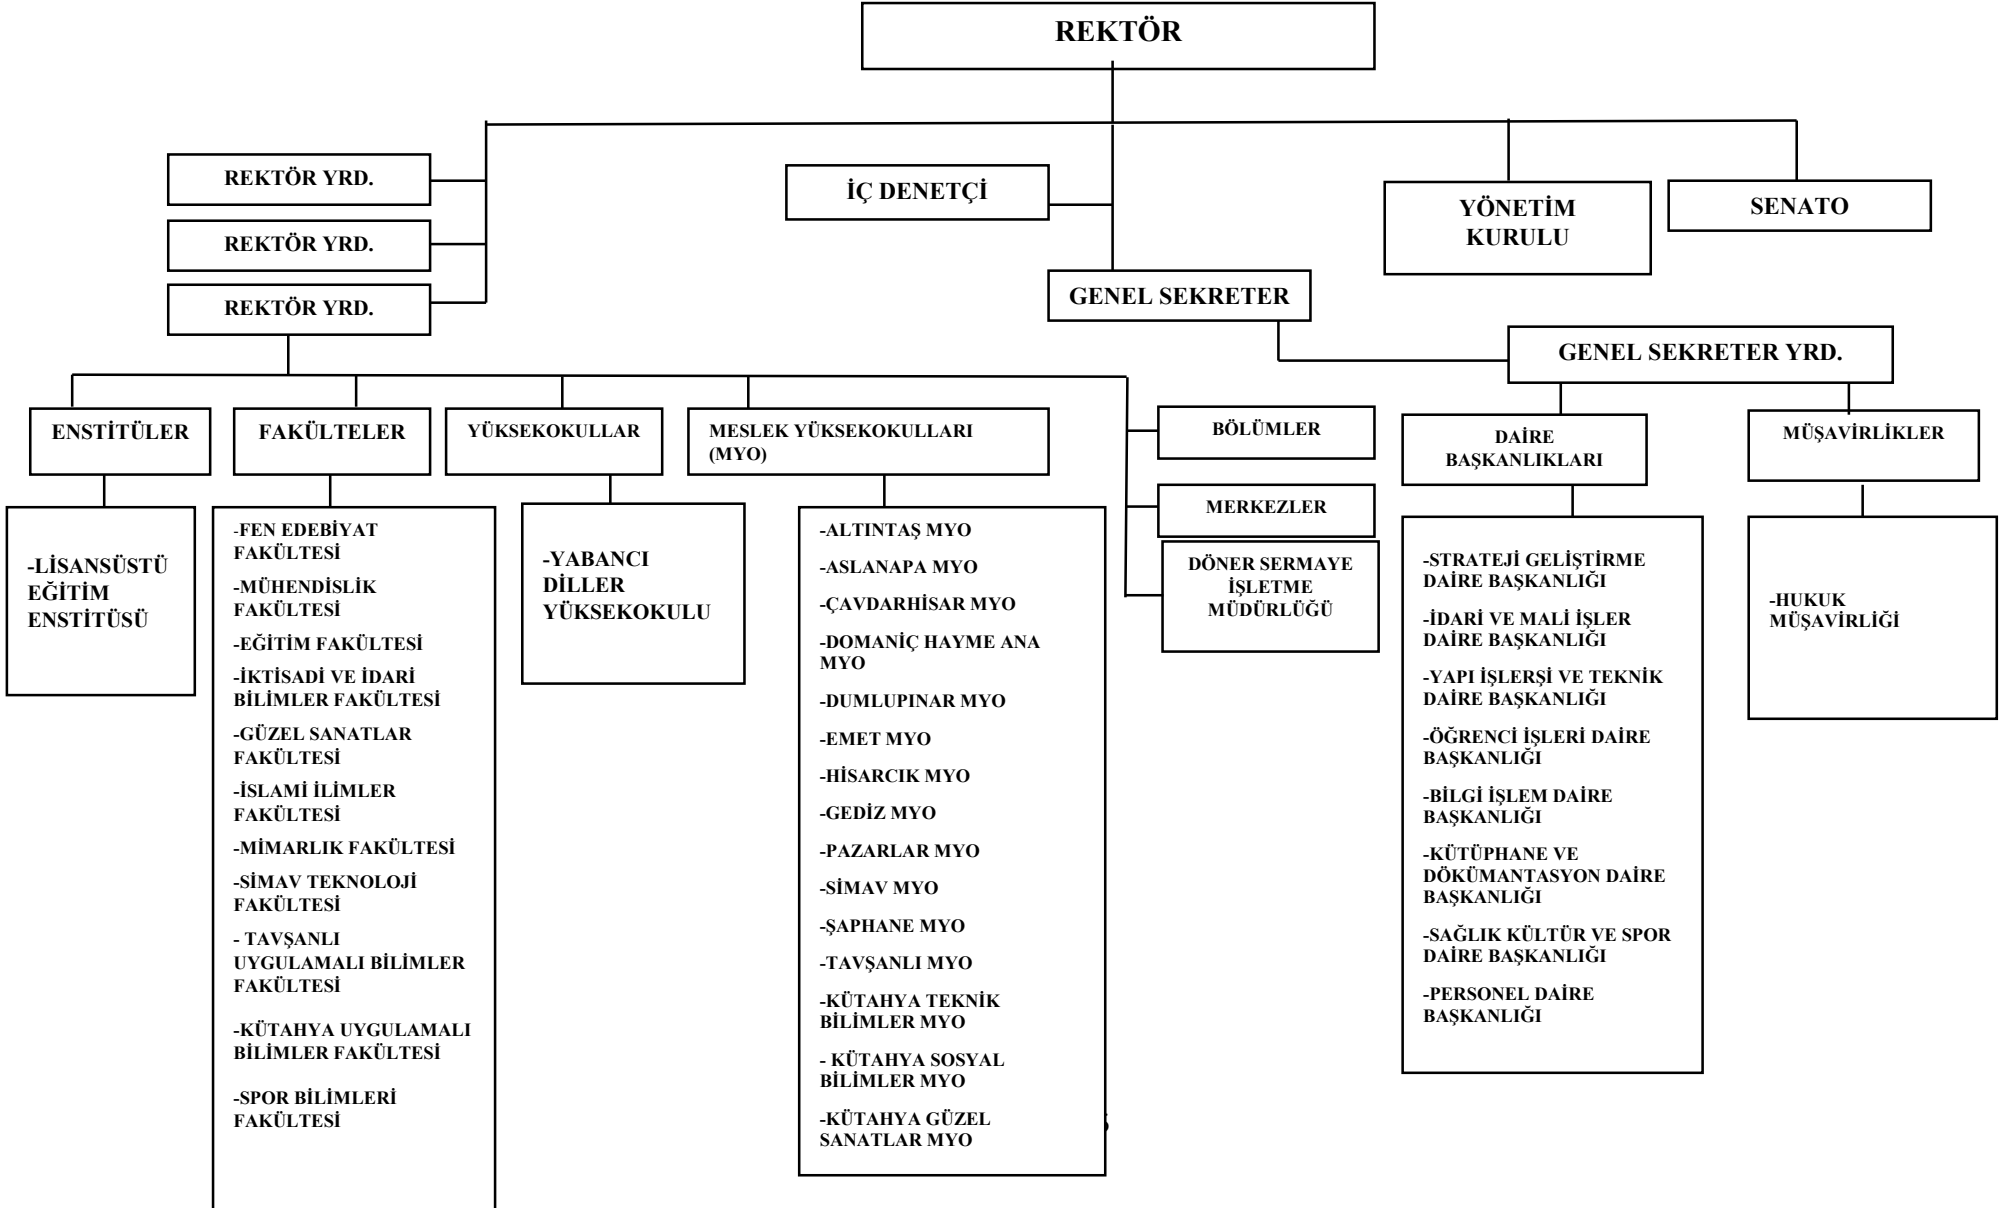 REKTÖR
REKTÖR YRD.
REKTÖR YRD.
REKTÖR YRD.
İÇ DENETÇİ
YÖNETİM
KURULU
SENATO
GENEL SEKRETER
GENEL SEKRETER YRD.
ENSTİTÜLER
FAKÜLTELER
YÜKSEKOKULLAR
MESLEK YÜKSEKOKULLARI
(MYO)
BÖLÜMLER
MERKEZLER
DÖNER SERMAYE
İŞLETME
MÜDÜRLÜĞÜ
DAİRE
BAŞKANLIKLARI
MÜŞAVİRLİKLER
-LİSANSÜSTÜ
EĞİTİM
ENSTİTÜSÜ
-FEN EDEBİYAT
FAKÜLTESİ
-MÜHENDİSLİK
FAKÜLTESİ
-EĞİTİM FAKÜLTESİ
-İKTİSADİ VE İDARİ
BİLİMLER FAKÜLTESİ
-GÜZEL SANATLAR
FAKÜLTESİ
-İSLAMİ İLİMLER
FAKÜLTESİ
-MİMARLIK FAKÜLTESİ
-SİMAV TEKNOLOJİ
FAKÜLTESİ
- TAVŞANLI
UYGULAMALI BİLİMLER
FAKÜLTESİ
-KÜTAHYA UYGULAMALI
BİLİMLER FAKÜLTESİ
-SPOR BİLİMLERİ
FAKÜLTESİ
-YABANCI
DİLLER
YÜKSEKOKULU
-ALTINTAŞ MYO
-ASLANAPA MYO
-ÇAVDARHİSAR MYO
-DOMANİÇ HAYME ANA
MYO
-DUMLUPINAR MYO
-EMET MYO
-HİSARCIK MYO
-GEDİZ MYO
-PAZARLAR MYO
-SİMAV MYO
-ŞAPHANE MYO
-TAVŞANLI MYO
-KÜTAHYA TEKNİK
BİLİMLER MYO
- KÜTAHYA SOSYAL
BİLİMLER MYO
-KÜTAHYA GÜZEL
SANATLAR MYO
-STRATEJİ GELİŞTİRME
DAİRE BAŞKANLIĞI
-İDARİ VE MALİ İŞLER
DAİRE BAŞKANLIĞI
-YAPI İŞLERŞİ VE TEKNİK
DAİRE BAŞKANLIĞI
-ÖĞRENCİ İŞLERİ DAİRE
BAŞKANLIĞI
-BİLGİ İŞLEM DAİRE
BAŞKANLIĞI
-KÜTÜPHANE VE
DÖKÜMANTASYON DAİRE
BAŞKANLIĞI
-SAĞLIK KÜLTÜR VE SPOR
DAİRE BAŞKANLIĞI
-PERSONEL DAİRE
BAŞKANLIĞI
-HUKUK
MÜŞAVİRLİĞİ